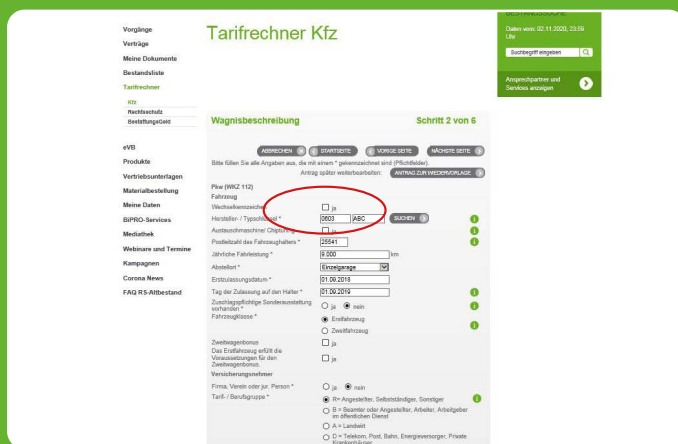 Vorgänge
Verträge
Meine Dokumente
Bestandsliste
Tarifrechner
Kfz
Rechtsschutz
BestattungsGeld
eVB
Produkte
Vertriebsunterlagen
Materialbestellung
Meine Daten
BiPRO-Services
Mediathek
Webinare und Termine
Kampagnen
Corona News
FAQ RS-Altbestand
Tarifrechner Kfz
BESTANDSSUCHE
Daten vom: 02.11.2020, 23:59
Uhr
Suchbegriff eingeben
Ansprechpartner und
Services anzeigen
Wagnisbeschreibung Schritt 2 von 6
ABBRECHEN STARTSEITE VORIGE SEITE NÄCHSTE SEITE
Bitte füllen Sie alle Angaben aus, die mit einem * gekennzeichnet sind (Pflichtfelder).
Antrag später weiterbearbeiten: ANTRAG ZUR WIEDERVORLAGE
Pkw (WKZ 112)
Fahrzeug
Wechselkennzeichen ja
Hersteller- / Typschlüssel * 0603 ABC SUCHEN
Austauschmaschine/ Chiptuning ja
Postleitzahl des Fahrzeughalters * 25541
Jährliche Fahrleistung * 9.000 km
Abstellort * Einzelgarage
Erstzulassungsdatum * 01.09.2018
Tag der Zulassung auf den Halter * 01.09.2019
Zuschlagspflichtige Sonderausstattung
vorhanden * ja nein
Fahrzeugklasse * Erstfahrzeug
Zweitfahrzeug
Zweitwagenbonus ja
Das Erstfahrzeug erfüllt die
Voraussetzungen für den
Zweitwagenbonus. ja
Versicherungsnehmer
Firma, Verein oder jur. Person * ja nein
Tarif- / Berufsgruppe * R= Angestellter, Selbstständiger, Sonstiger
B = Beamter oder Angestellter, Arbeiter, Arbeitgeber
im öffentlichen Dienst
A = Landwirt
D = Telekom, Post, Bahn, Energieversorger, Private
Krankenhäuser